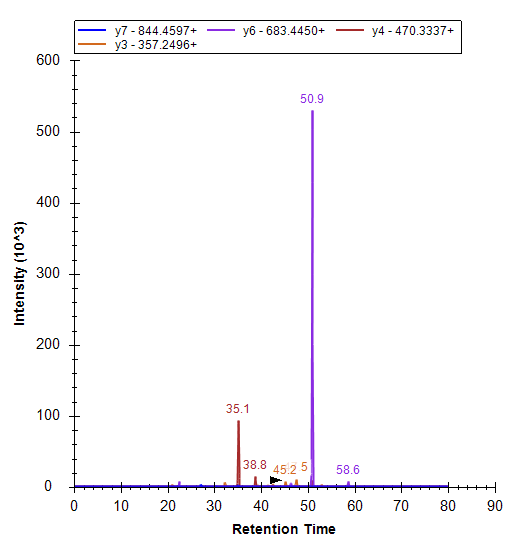 y7 - 844.4597+ y6 - 683.4450+ y4 - 470.3337+
y3 - 357.2496+
600
500
400
300
200
100
0
Intensity (10^3)
50.9
35.1
38.8
45.2
5
58.6
0 10 20 30 40 50 60 70 80 90
Retention Time